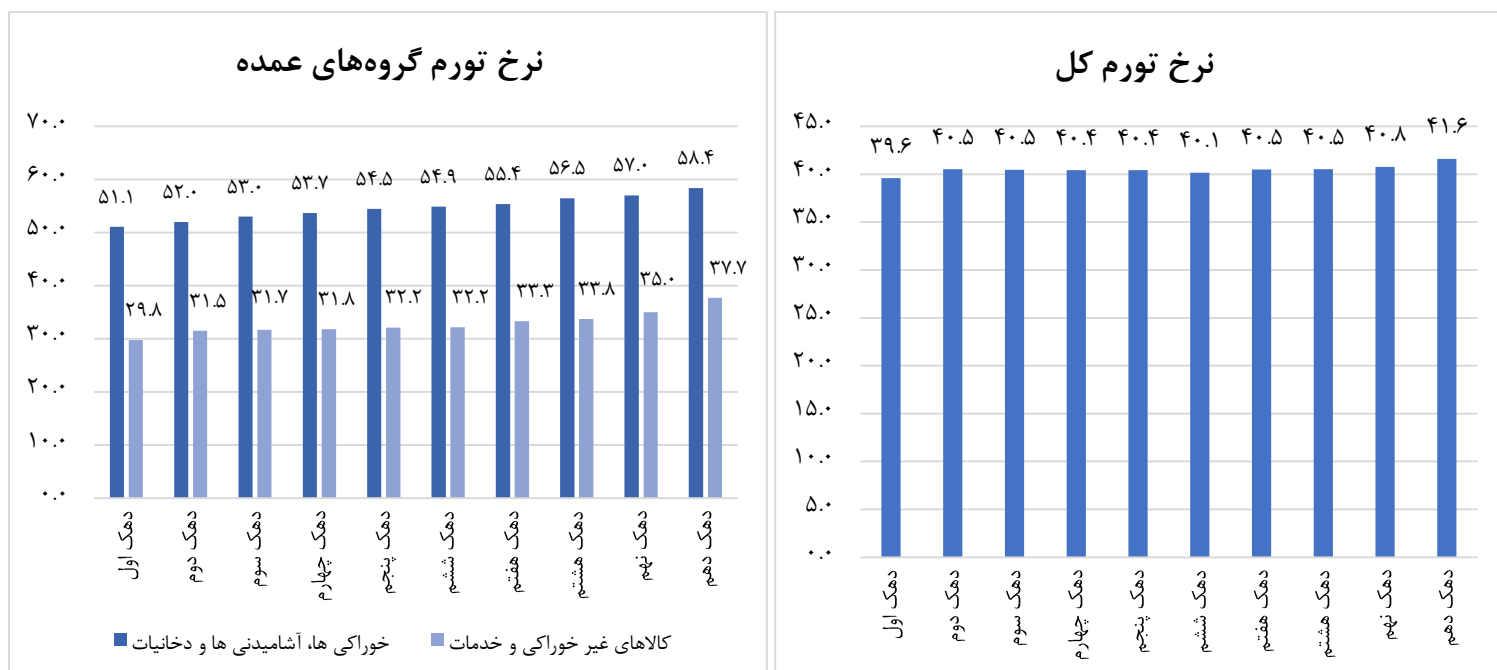 نرخ تورم کل
۴۵.۰
۴۰.۰
۳۵.۰
۳۰.۰
۲۵.۰
۲۰.۰
۱۵.۰
۱۰.۰
۵.۰
۰.۰
۳۹.۶
۴۰.۵
۴۰.۵
۴۰.۴
۴۰.۴
۴۰.۱
۴۰.۵
۴۰.۵
۴۰.۸
۴۱.۶
دهک اول
دهک دوم
دهک سوم
دهک چهارم
دهک پنجم
دهک ششم
دهک هفتم
دهک هشتم
دهک نهم
دهک دهم
نرخ تورم گروه‌های عمده
۷۰.۰
۶۰.۰
۵۰.۰
۴۰.۰
۳۰.۰
۲۰.۰
۱۰.۰
۰.۰
۵۱.۱
۵۲.۰
۵۳.۰
۵۳.۷
۵۴.۵
۵۴.۹
۵۵.۴
۵۶.۵
۵۷.۰
۵۸.۴
۲۹.۸
۳۱.۵
۳۱.۷
۳۱.۸
۳۲.۲
۳۲.۲
۳۳.۳
۳۳.۸
۳۵.۰
۳۷.۷
دهک اول
دهک دوم
دهک سوم
دهک چهارم
دهک پنجم
دهک ششم
دهک هفتم
دهک هشتم
دهک نهم
دهک دهم
خوراکی ها، آشامیدنی ها و دخانیات
کالاهای غیر خوراکی و خدمات